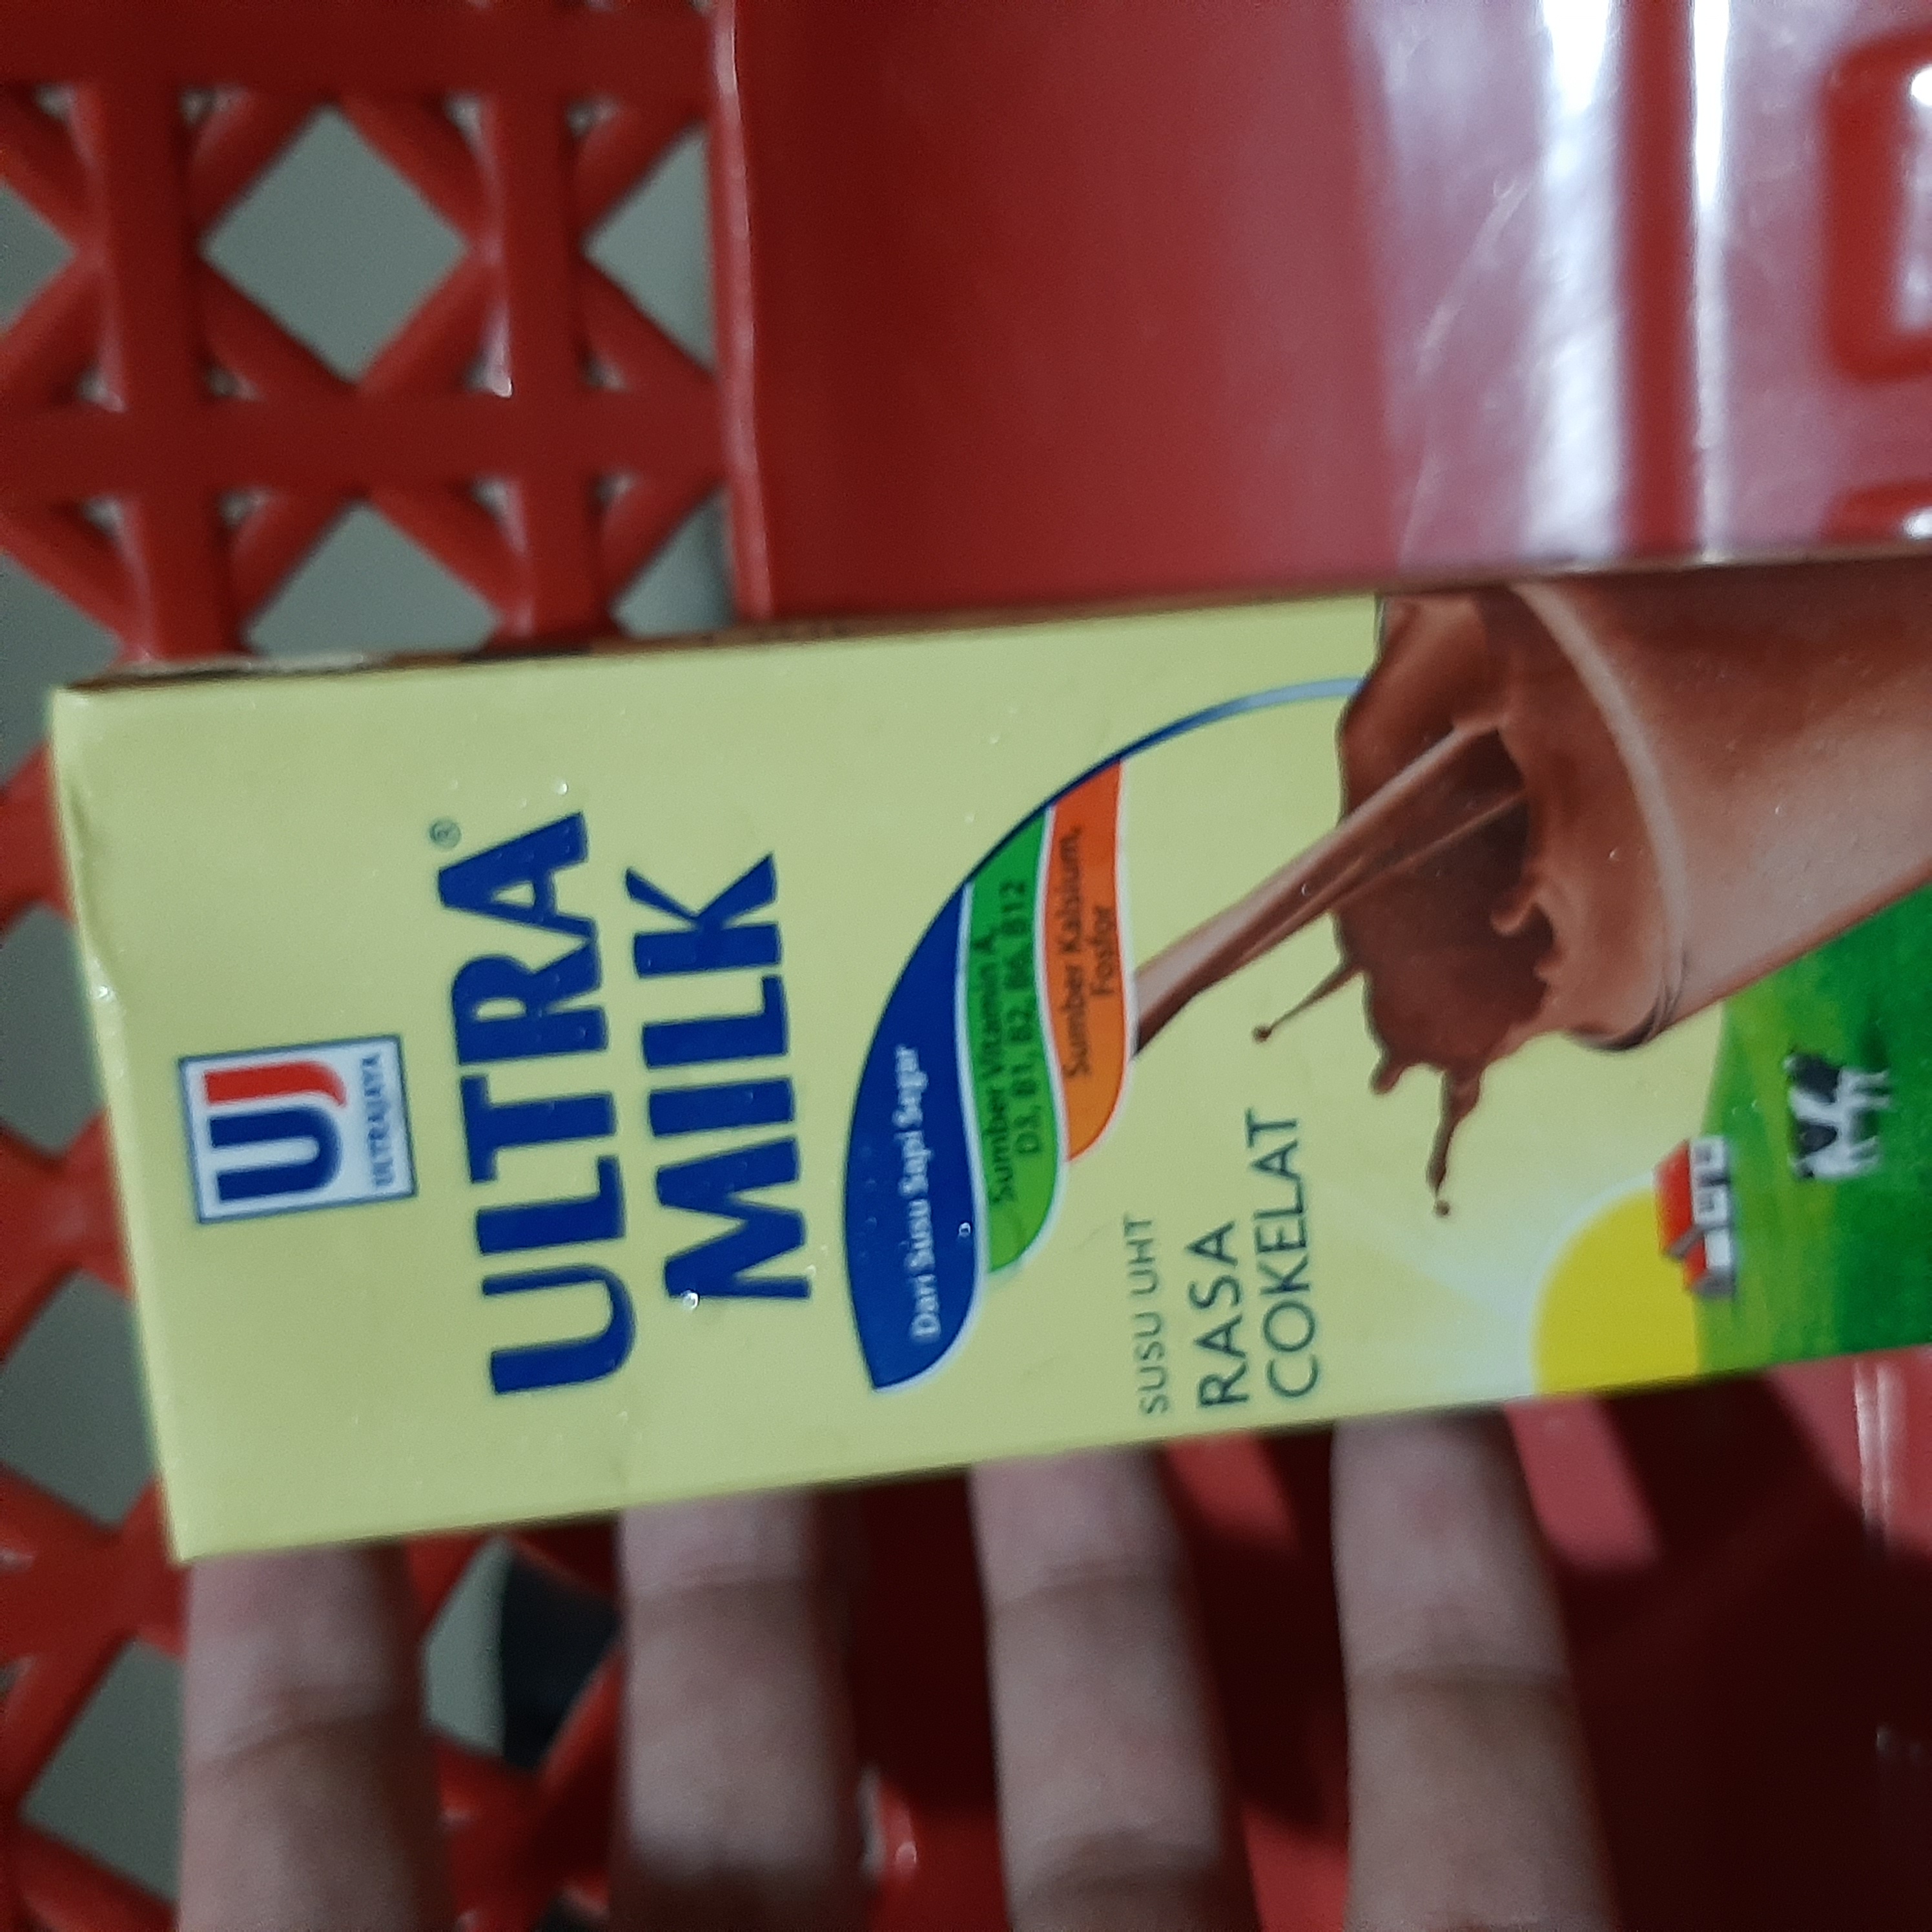 UJ
ULTRAJAYA
ULTRA®
MILK
Dari Susu Sapi Segar
Sumber Vitamin A,
D3, B1, B2, B6, B12
Sumber Kalsium,
Fosfor
SUSU UHT
RASA
COKELAT